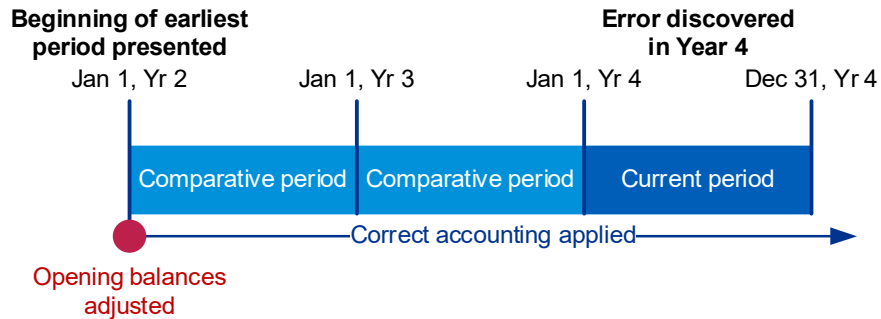 Beginning of earliest
period presented
Error discovered
in Year 4
Jan 1, Yr 2
Jan 1, Yr 3
Jan 1, Yr 4
Dec 31, Yr 4
Comparative period
Comparative period
Current period
Correct accounting applied
Opening balances
adjusted